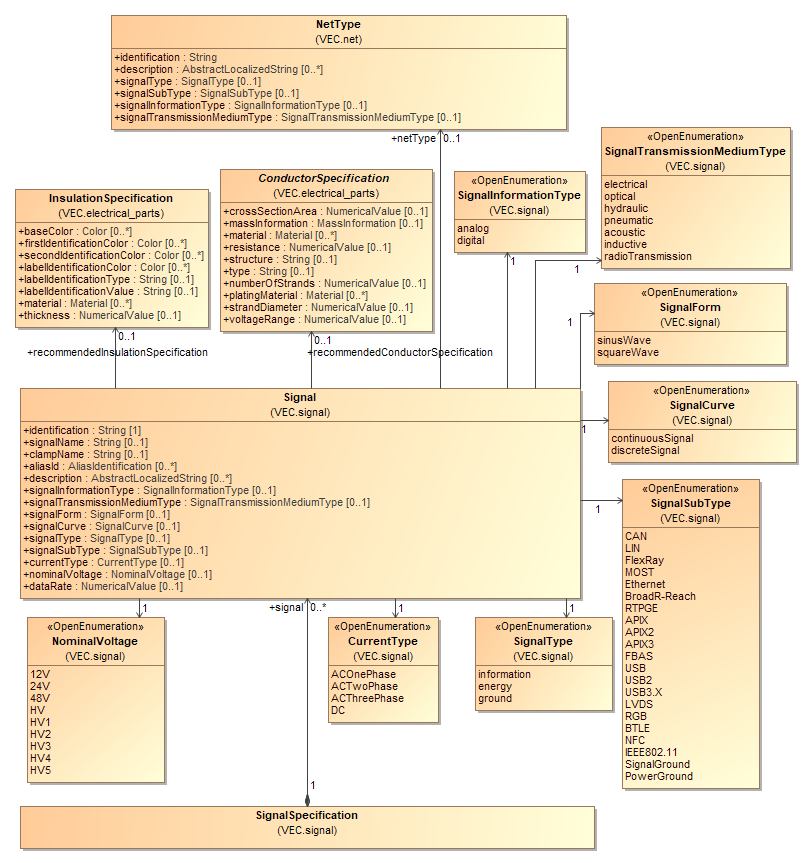 NetType
(VEC.net)
+identification : String
+description : AbstractLocalizedString [0..*]
+signalType : SignalType [0..1]
+signalSubType : SignalSubType [0..1]
+signalInformationType : SignalInformationType [0..1]
+signalTransmissionMediumType : SignalTransmissionMediumType [0..1]
+netType 0..1
«OpenEnumeration»
SignalTransmissionMediumType
(VEC.signal)
electrical
optical
hydraulic
pneumatic
acoustic
inductive
radioTransmission
1
InsulationSpecification
(VEC.electrical_parts)
+baseColor : Color [0..*]
+firstIdentificationColor : Color [0..*]
+secondIdentificationColor : Color [0..*]
+labelIdentificationColor : Color [0..*]
+labelIdentificationType : String [0..1]
+labelIdentificationValue : String [0..1]
+material : Material [0..*]
+thickness : NumericalValue [0..1]
0..1
+recommendedInsulationSpecification
ConductorSpecification
(VEC.electrical_parts)
+crossSectionArea : NumericalValue [0..1]
+massInformation : MassInformation [0..1]
+material : Material [0..*]
+resistance : NumericalValue [0..1]
+structure : String [0..1]
+type : String [0..1]
+numberOfStrands : NumericalValue [0..1]
+platingMaterial : Material [0..*]
+strandDiameter : NumericalValue [0..1]
+voltageRange : NumericalValue [0..1]
0..1
+recommendedConductorSpecification
«OpenEnumeration»
SignalInformationType
(VEC.signal)
analog
digital
1
«OpenEnumeration»
SignalForm
(VEC.signal)
sinusWave
squareWave
1
«OpenEnumeration»
SignalCurve
(VEC.signal)
continuousSignal
discreteSignal
1
Signal
(VEC.signal)
+identification : String [1]
+signalName : String [0..1]
+clampName : String [0..1]
+aliasId : AliasIdentification [0..*]
+description : AbstractLocalizedString [0..*]
+signalInformationType : SignalInformationType [0..1]
+signalTransmissionMediumType : SignalTransmissionMediumType [0..1]
+signalForm : SignalForm [0..1]
+signalCurve : SignalCurve [0..1]
+signalType : SignalType [0..1]
+signalSubType : SignalSubType [0..1]
+currentType : CurrentType [0..1]
+nominalVoltage : NominalVoltage [0..1]
+dataRate : NumericalValue [0..1]
1
«OpenEnumeration»
SignalSubType
(VEC.signal)
CAN
LIN
FlexRay
MOST
Ethernet
BroadR-Reach
RTPGE
APIX
APIX2
APIX3
FBAS
USB
USB2
USB3.X
LVDS
RGB
BTLE
NFC
IEEE802.11
SignalGround
PowerGround
1
+signal 0..*
1
1
«OpenEnumeration»
NominalVoltage
(VEC.signal)
12V
24V
48V
HV
HV1
HV2
HV3
HV4
HV5
«OpenEnumeration»
CurrentType
(VEC.signal)
ACOnePhase
ACTwoPhase
ACThreePhase
DC
«OpenEnumeration»
SignalType
(VEC.signal)
information
energy
ground
1
SignalSpecification
(VEC.signal)